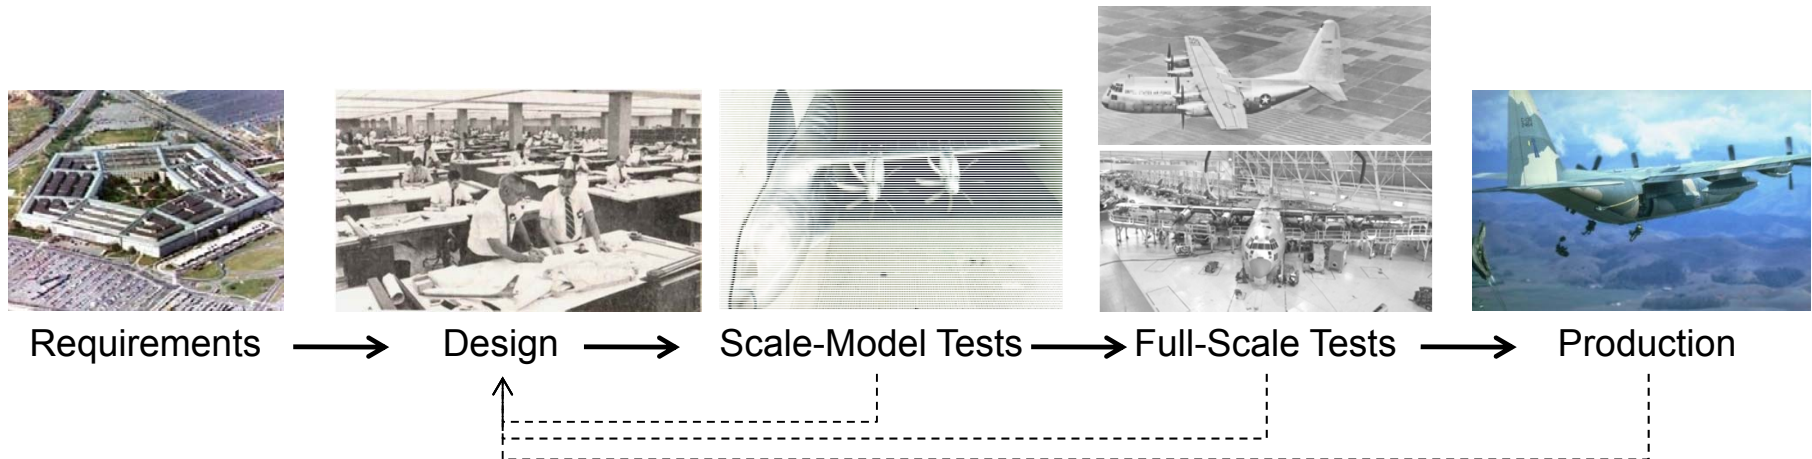 Requirements
Design
Scale-Model Tests
Full-Scale Tests
Production